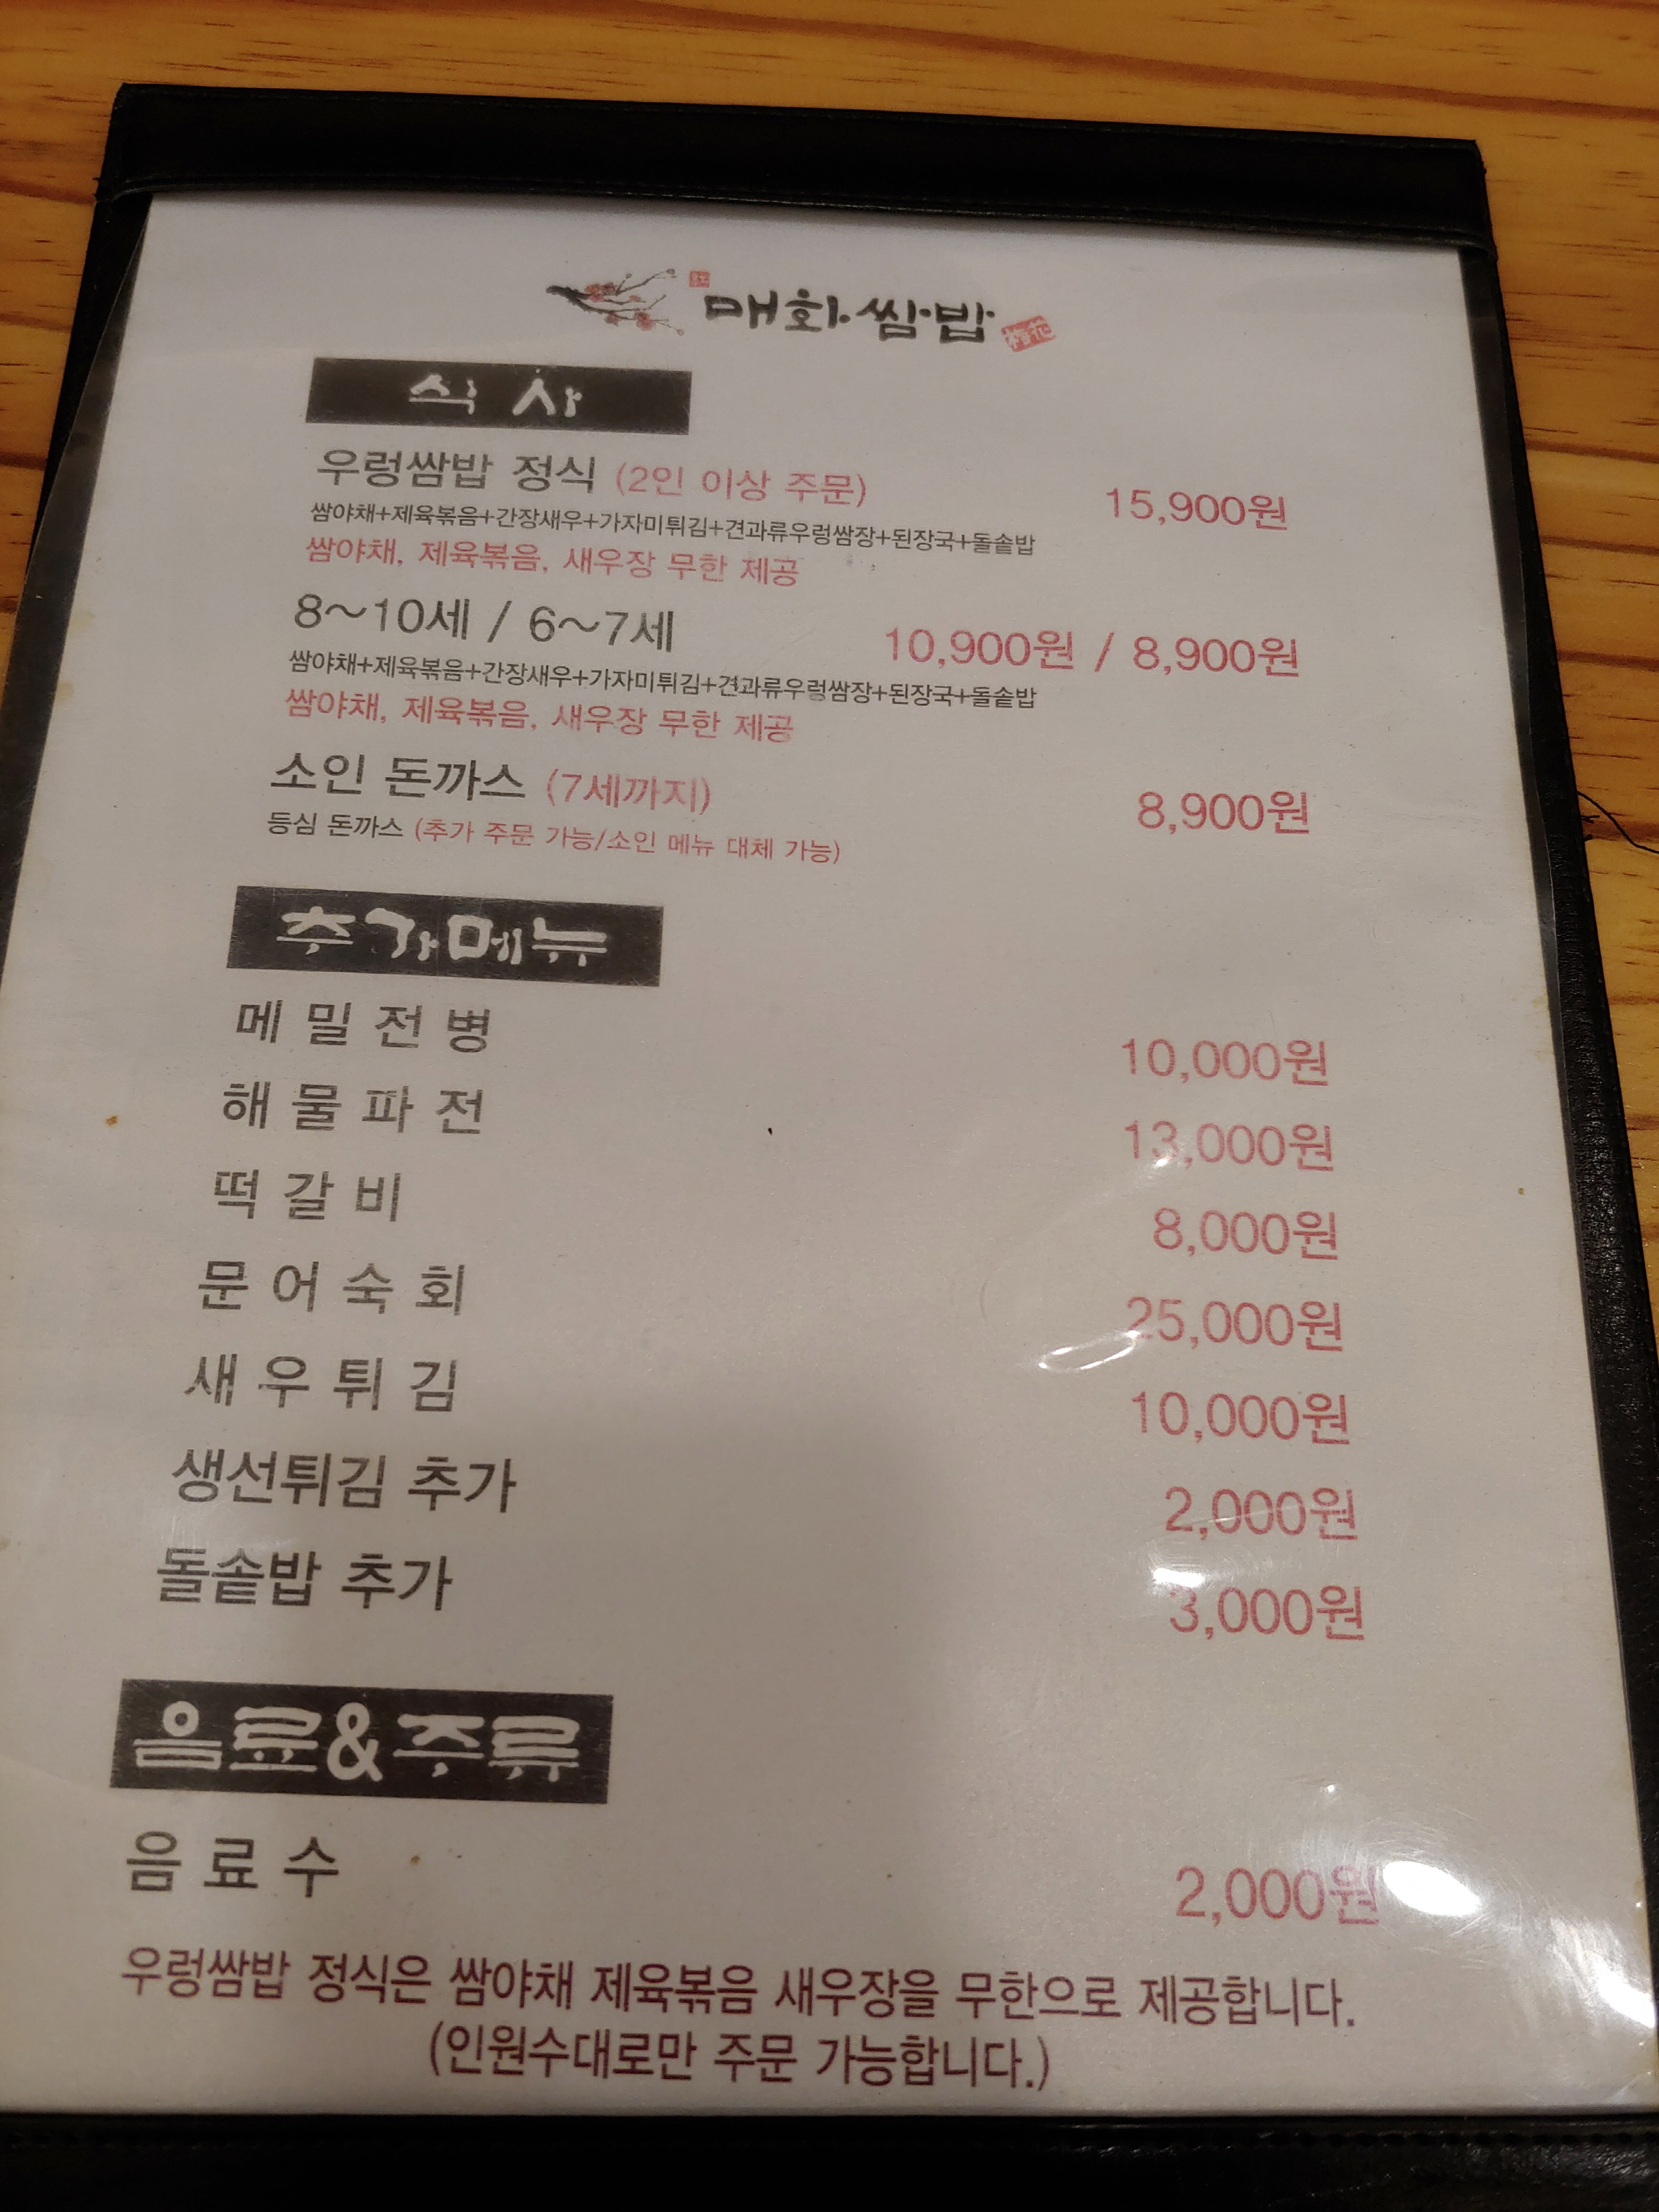 매화쌈밥
식사
우렁쌈밥 정식 (2인 이상 주문) 15,900원
쌈야채+제육볶음+간장새우+가자미튀김+견과류우렁쌈장+된장국+돌솥밥
쌈야채, 제육볶음, 새우장 무한 제공
8~10세 / 6~7세 10,900원 / 8,900원
쌈야채+제육볶음+간장새우+가자미튀김+견과류우렁쌈장+된장국+돌솥밥
쌈야채, 제육볶음, 새우장 무한 제공
소인 돈까스 (7세까지) 8,900원
등심 돈까스 (추가 주문 가능/소인 메뉴 대체 가능)
추가메뉴
메밀전병 10,000원
해물파전 13,000원
떡갈비 8,000원
문어숙회 25,000원
새우튀김 10,000원
생선튀김 추가 2,000원
돌솥밥 추가 3,000원
음료&주류
음료수 2,000원
우렁쌈밥 정식은 쌈야채 제육볶음 새우장을 무한으로 제공합니다.
(인원수대로만 주문 가능합니다.)